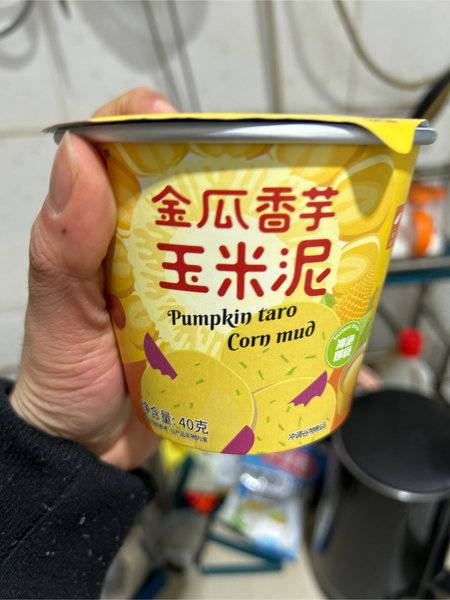 金瓜香芋
玉米泥
Pumpkin taro
Corn mud
净含量: 40克